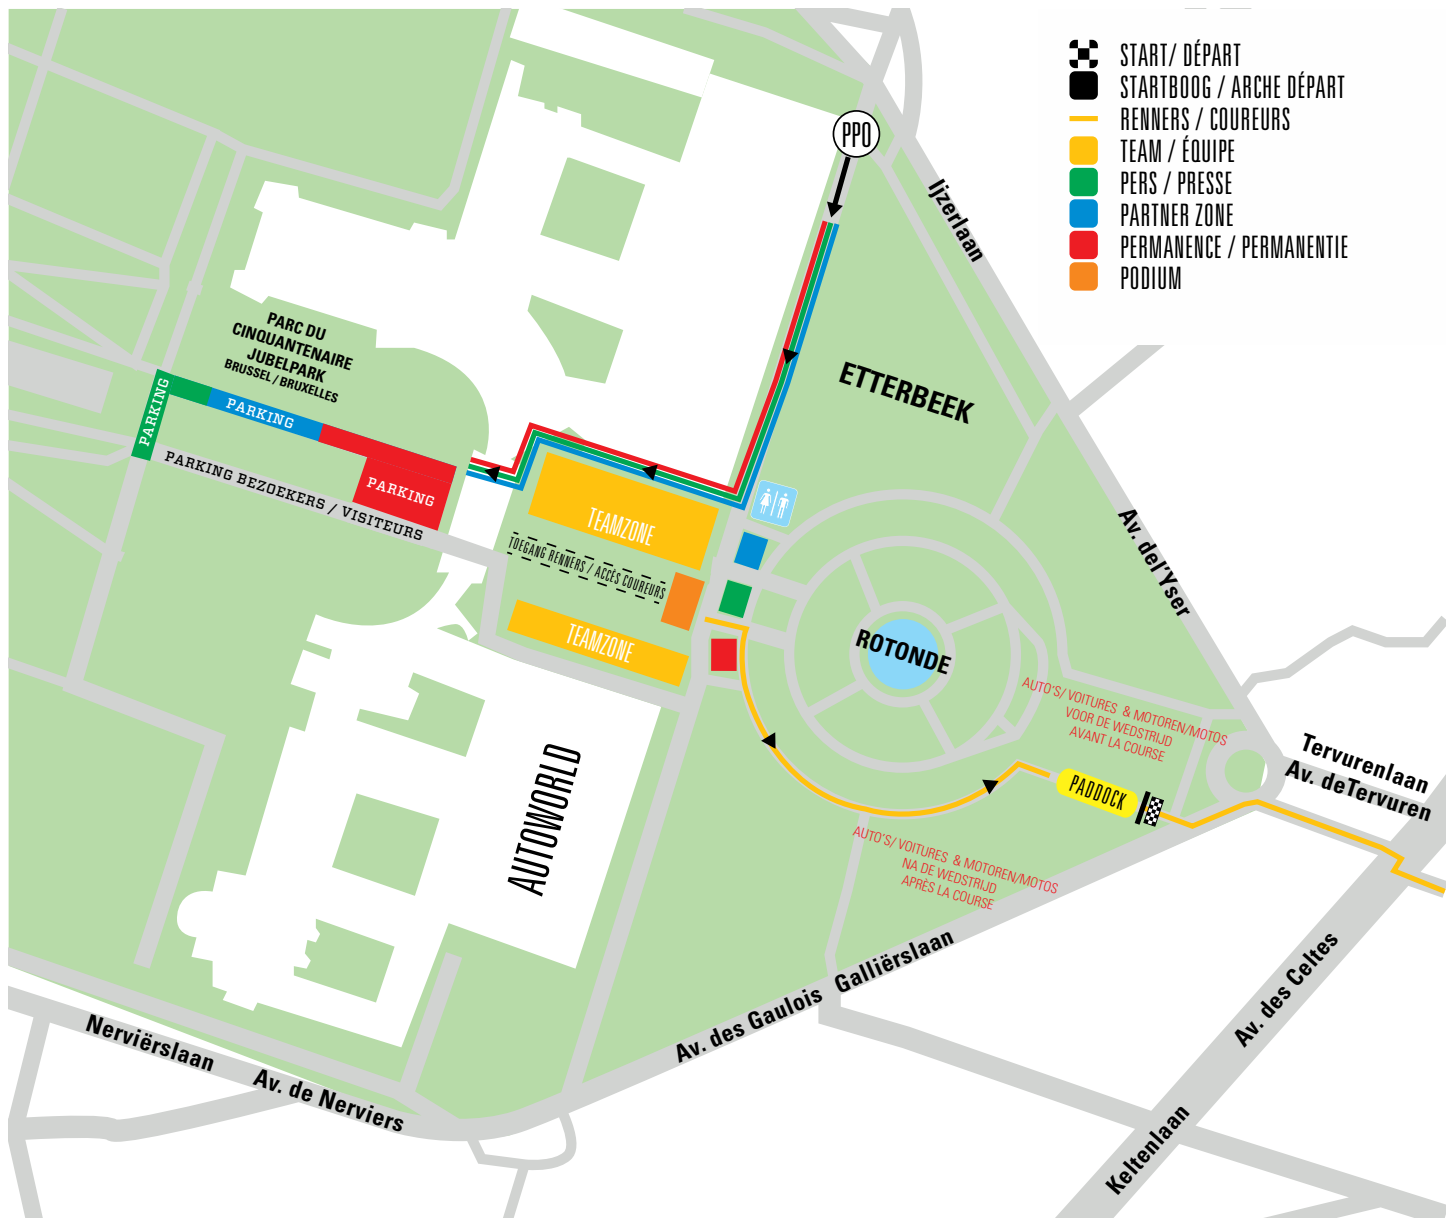 START/ DÉPART
STARTBOOG / ARCHE DÉPART
RENNERS / COUREURS
TEAM / ÉQUIPE
PERS / PRESSE
PARTNER ZONE
PERMANENCE / PERMANENTIE
PODIUM
PPO
Ijzerlaan
PARC DU
CINQUANTENAIRE
JUBELPARK
BRUSSEL / BRUXELLES
ETTERBEEK
PARKING
PARKING
PARKING
PARKING BEZOEKERS / VISITEURS
TEAMZONE
TOEGANG RENNERS / ACCÈS COUREURS
TEAMZONE
Av. del'Yser
ROTONDE
AUTO'S/ VOITURES & MOTOREN/MOTOS
VOOR DE WEDSTRIJD
AVANT LA COURSE
PADDOCK
Tervurenlaan
Av. deTervuren
AUTOWORLD
AUTO'S/ VOITURES & MOTOREN/MOTOS
NA DE WEDSTRIJD
APRÈS LA COURSE
Av. des Gaulois Galliërslaan
Av. des Celtes
Keltenlaan
Nerviërslaan Av. de Nerviers